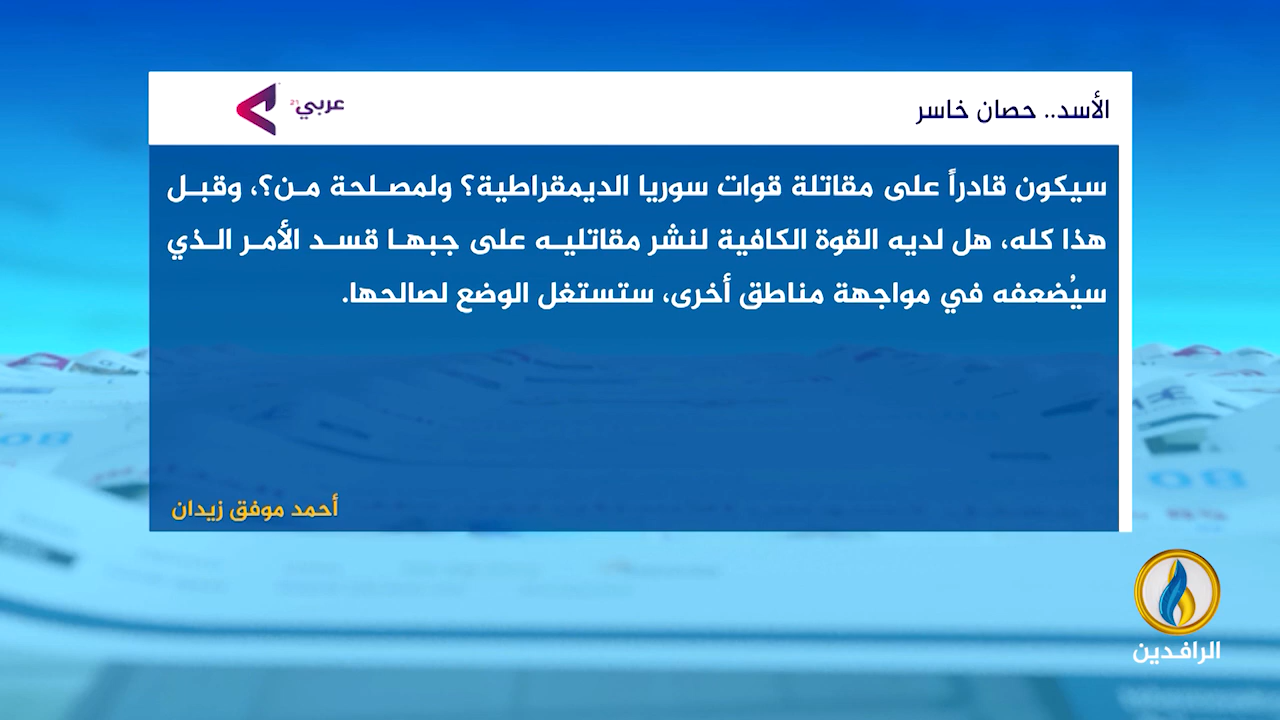 الأسد.. حصان خاسر
عربي21
سيكون قادراً على مقاتلة قوات سوريا الديمقراطية؟ ولمصلحة من؟، وقبل
هذا كله، هل لديه القوة الكافية لنشر مقاتليه على جبها قسد الأمر الذي
سيُضعفه في مواجهة مناطق أخرى، ستستغل الوضع لصالحها.
أحمد موفق زيدان
الرافدين